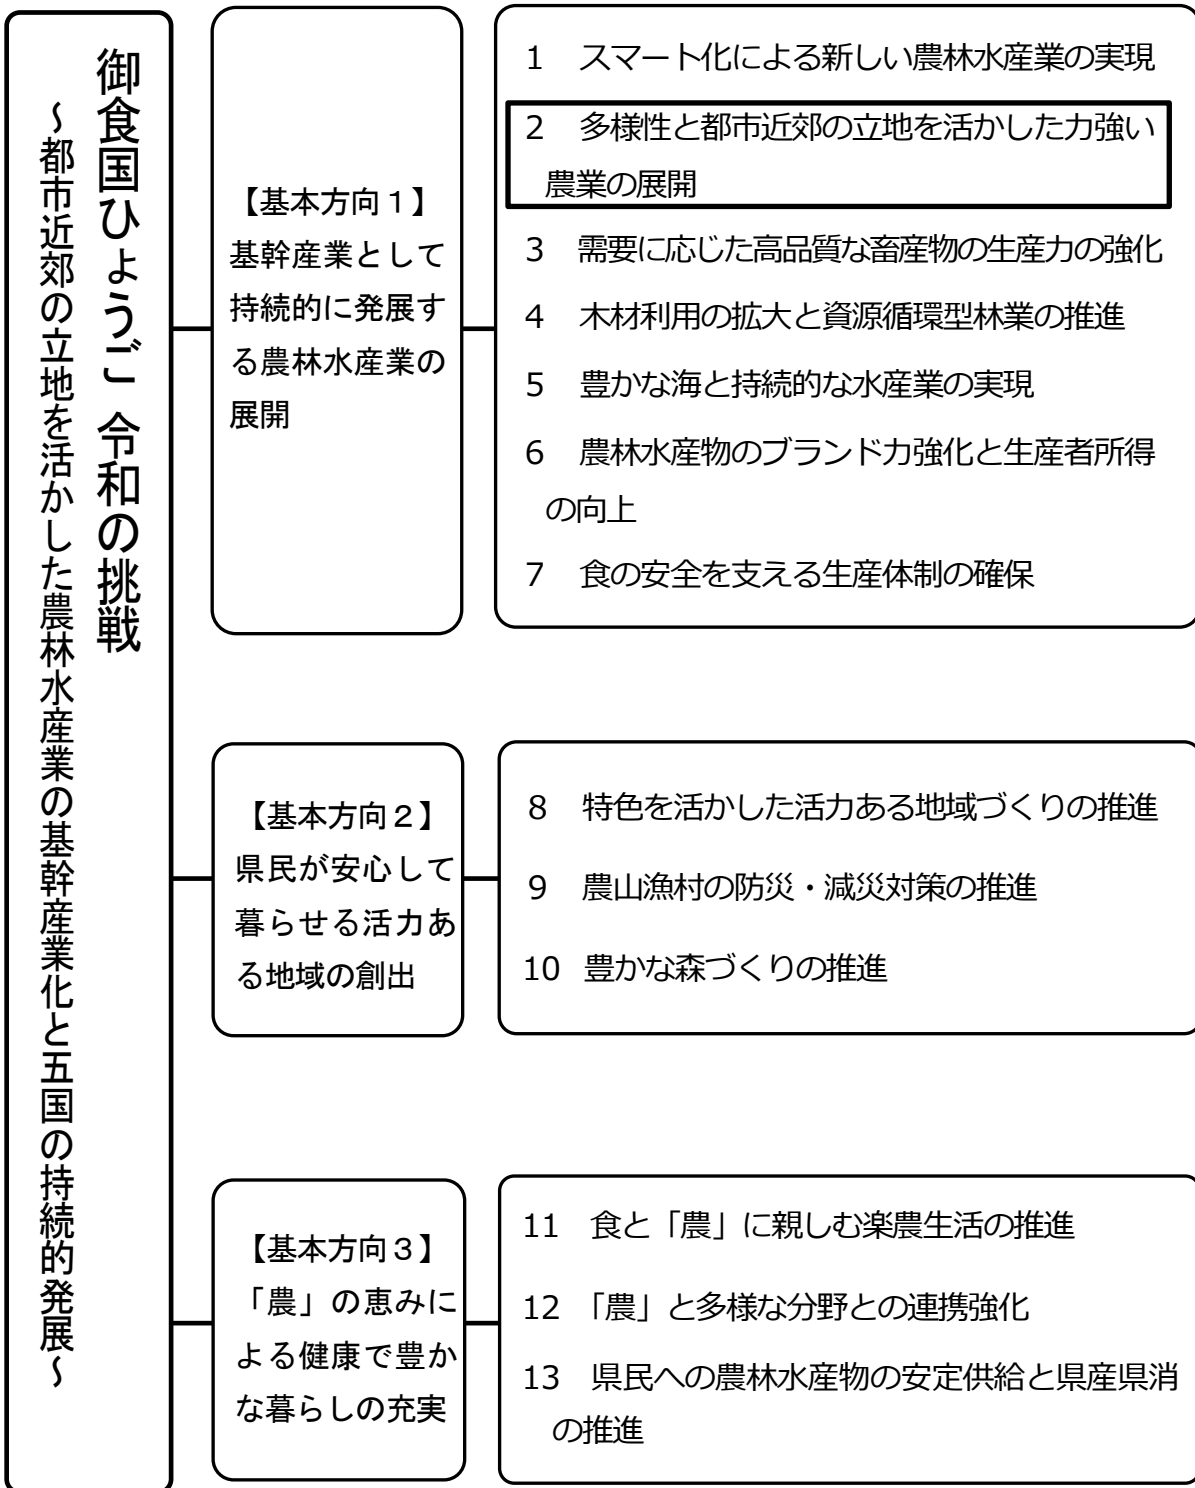 御食国ひょうご 令和の挑戦
～都市近郊の立地を活かした農林水産業の基幹産業化と五国の持続的発展～
【基本方向１】
基幹産業として
持続的に発展す
る農林水産業の
展開
1 スマート化による新しい農林水産業の実現
2 多様性と都市近郊の立地を活かした力強い
農業の展開
3 需要に応じた高品質な畜産物の生産力の強化
4 木材利用の拡大と資源循環型林業の推進
5 豊かな海と持続的な水産業の実現
6 農林水産物のブランド力強化と生産者所得
の向上
7 食の安全を支える生産体制の確保
【基本方向２】
県民が安心して
暮らせる活力あ
る地域の創出
8 特色を活かした活力ある地域づくりの推進
9 農山漁村の防災・減災対策の推進
10 豊かな森づくりの推進
【基本方向３】
「農」の恵みに
よる健康で豊か
な暮らしの充実
11 食と「農」に親しむ楽農生活の推進
12 「農」と多様な分野との連携強化
13 県民への農林水産物の安定供給と県産県消
の推進